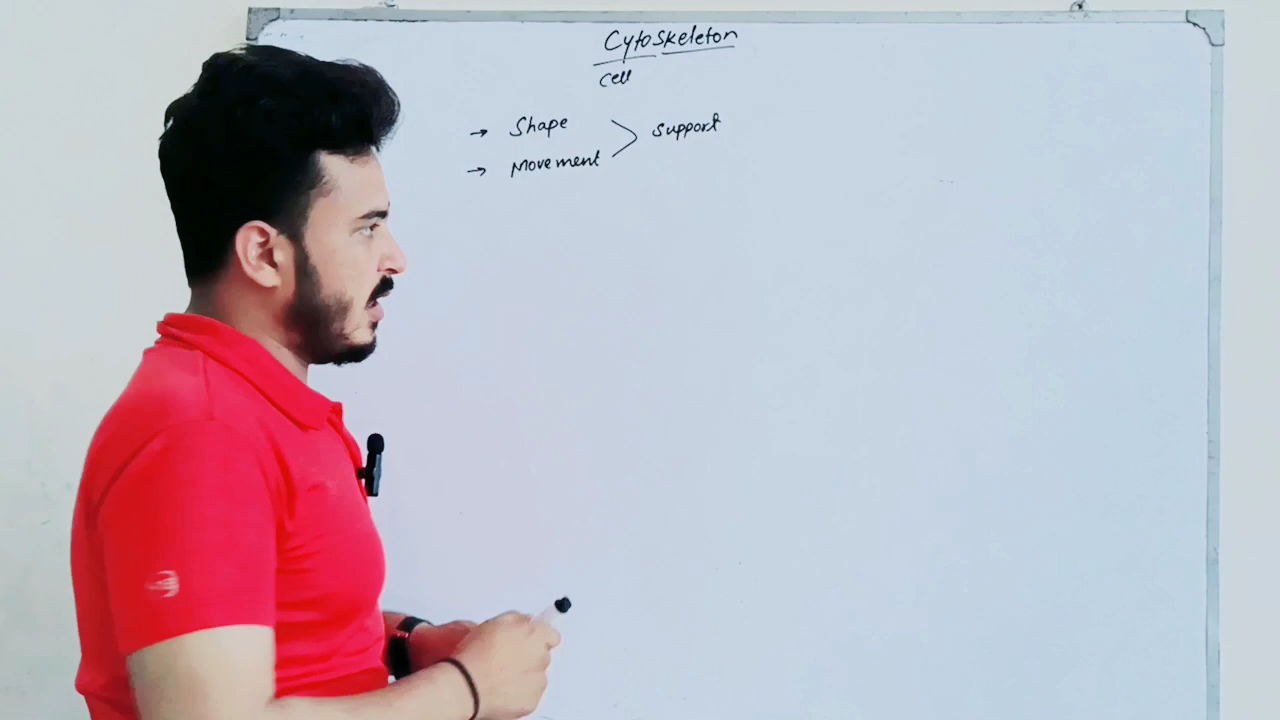 Cytoskeleton
Cell
→ Shape
→ Movement > Support